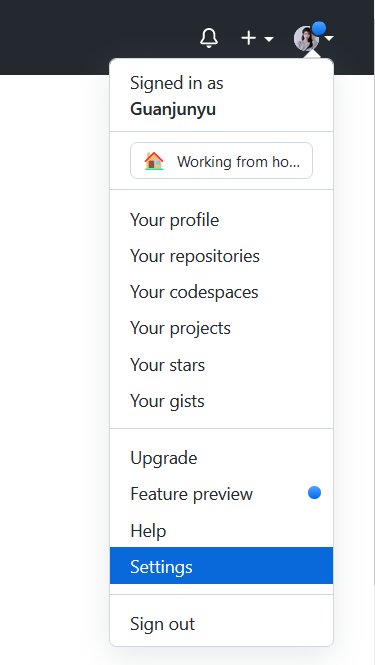 Signed in as
Guanjunyu
Working from ho...
Your profile
Your repositories
Your codespaces
Your projects
Your stars
Your gists
Upgrade
Feature preview
Help
Settings
Sign out